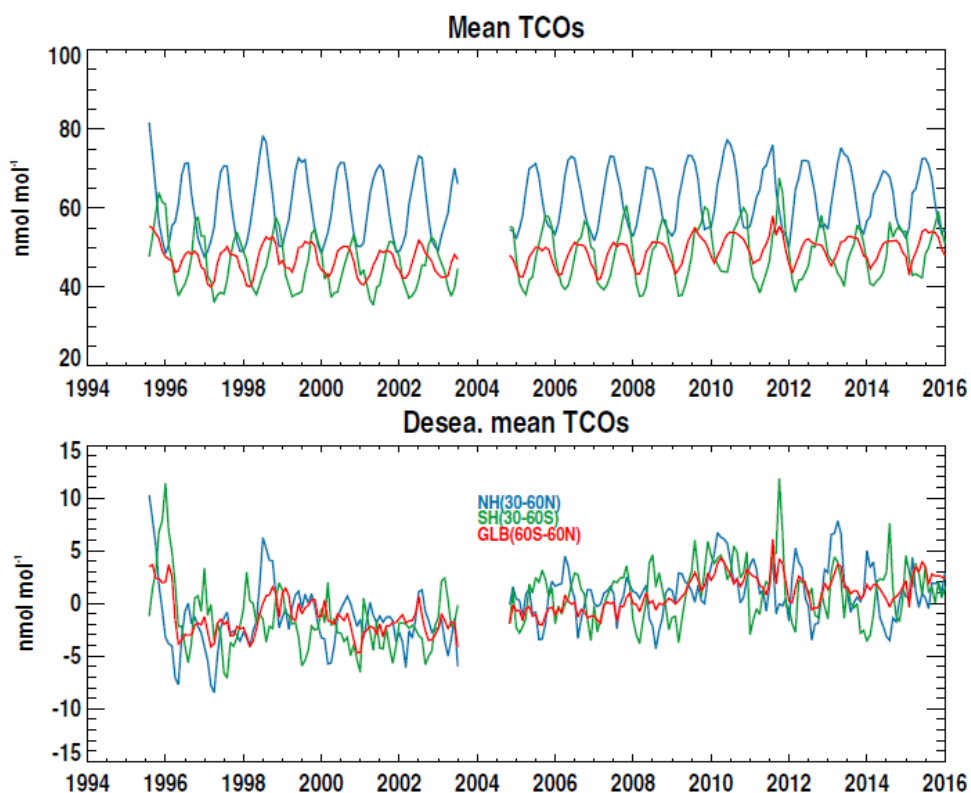 Mean TCOs
100
80
60
40
20
nmol mol⁻¹
1994 1996 1998 2000 2002 2004 2006 2008 2010 2012 2014 2016
Desea. mean TCOs
15
10
5
0
-5
-10
-15
nmol mol⁻¹
NH(30-60N)
SH(30-60S)
GLB(60S-60N)
1994 1996 1998 2000 2002 2004 2006 2008 2010 2012 2014 2016